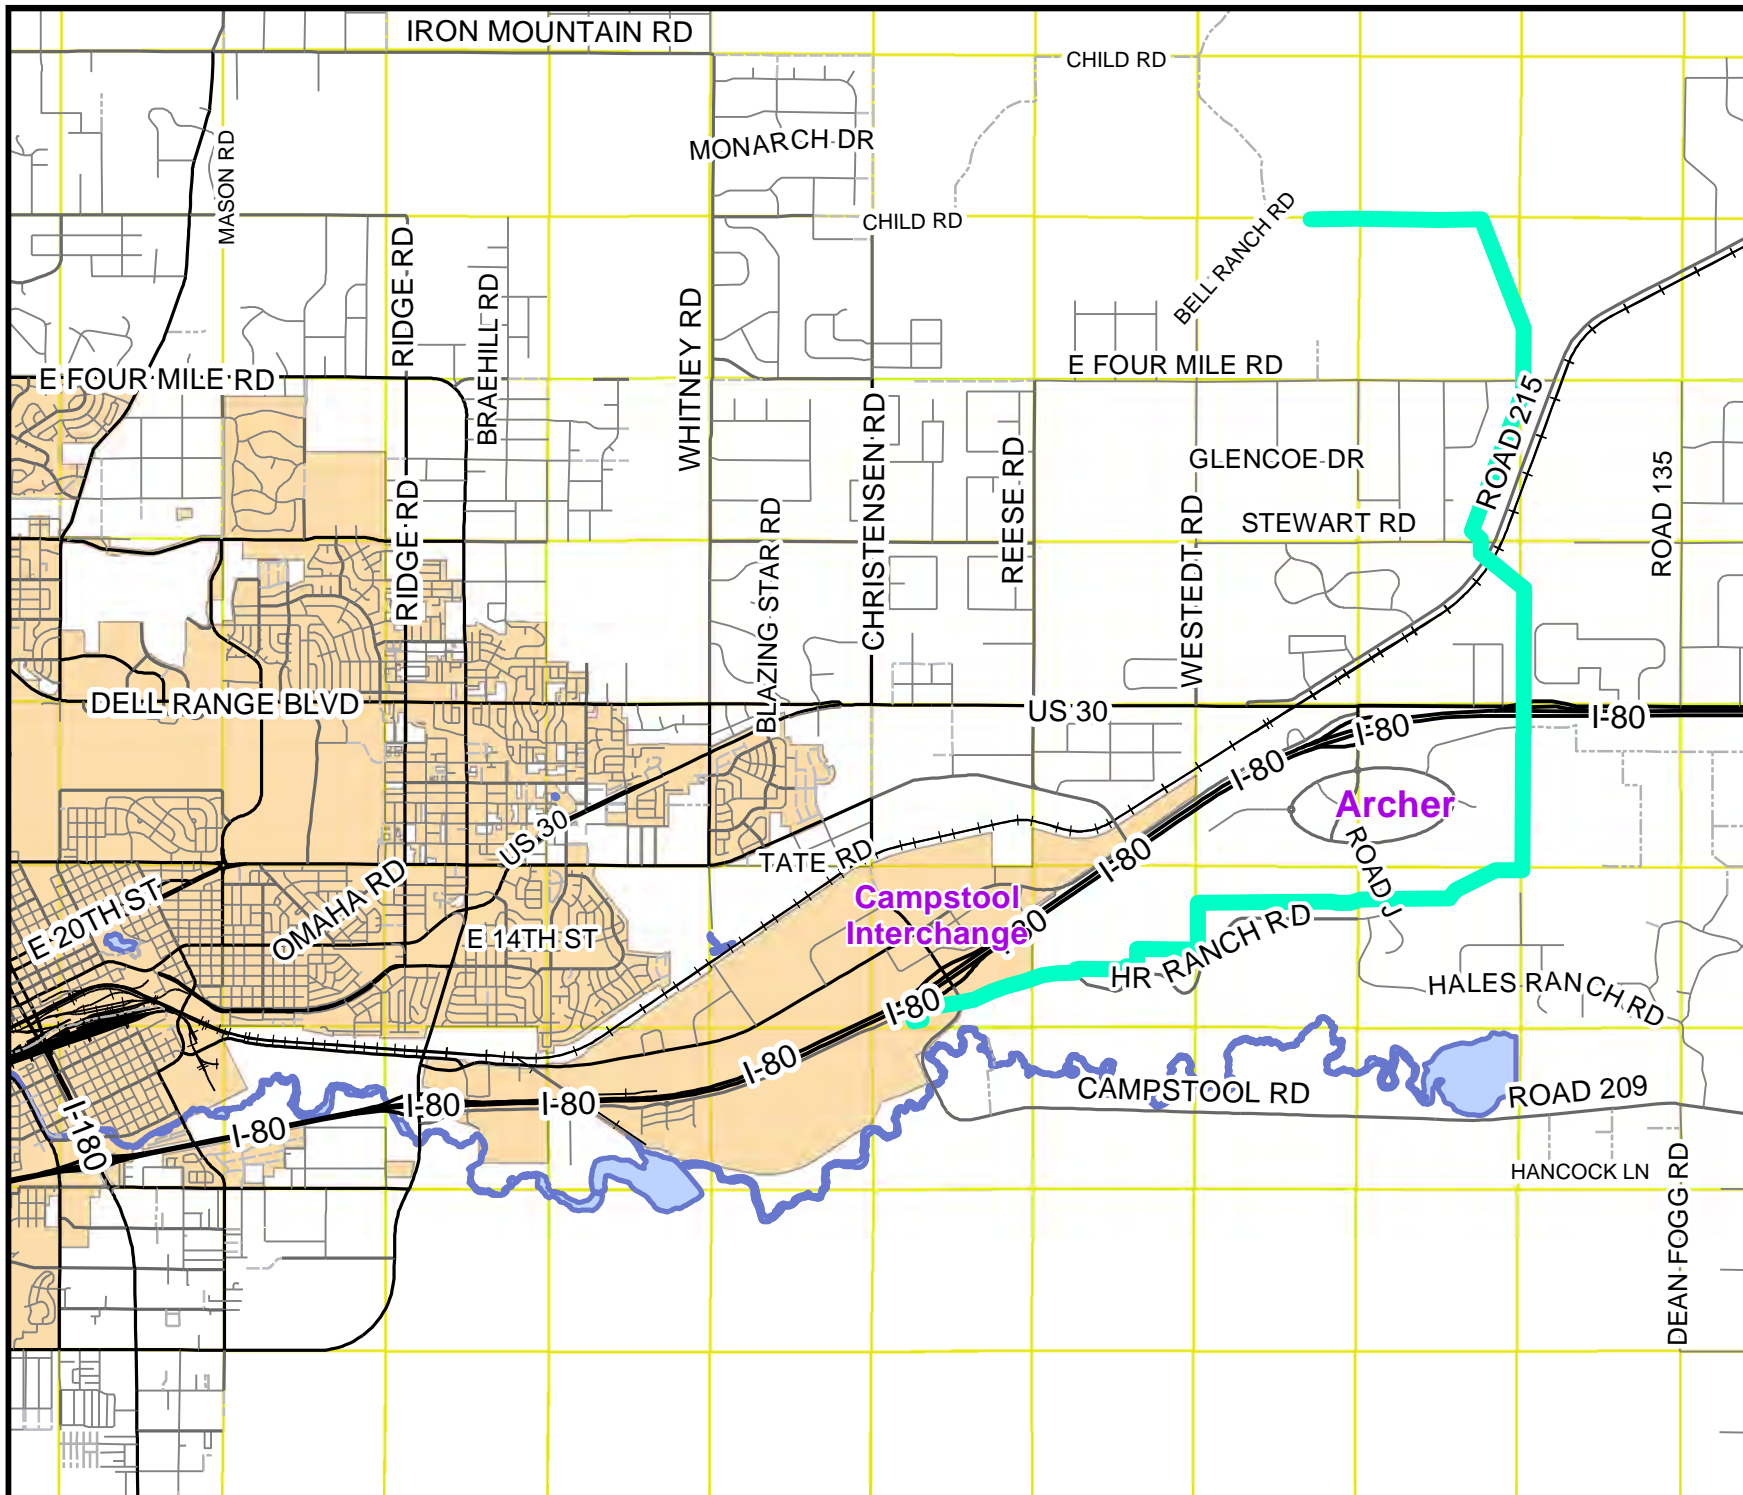 IRON MOUNTAIN RD
CHILD RD
MONARCH DR
MASON RD
CHILD RD
BELL RANCH RD
RIDGE RD
BRAEHILL RD
WHITNEY RD
E FOUR MILE RD
E FOUR MILE RD
ROAD 215
CHRISTENSEN RD
REESE RD
GLENCOE DR
ROAD 135
STEWART RD
RIDGE RD
BLAZING STAR RD
WESTEDT RD
DELL RANGE BLVD
US 30
I-80
I-80
I-80
Archer
US 30
TATE RD
I-80
ROAD J
E 20TH ST
OMAHA RD
E 14TH ST
Campstool
Interchange
80
HR RANCH RD
HALES RANCH RD
I-80
I-80
CAMPSTOOL RD
ROAD 209
I-80
I-80
I-80
I-180
HANCOCK LN
DEAN FOGG RD